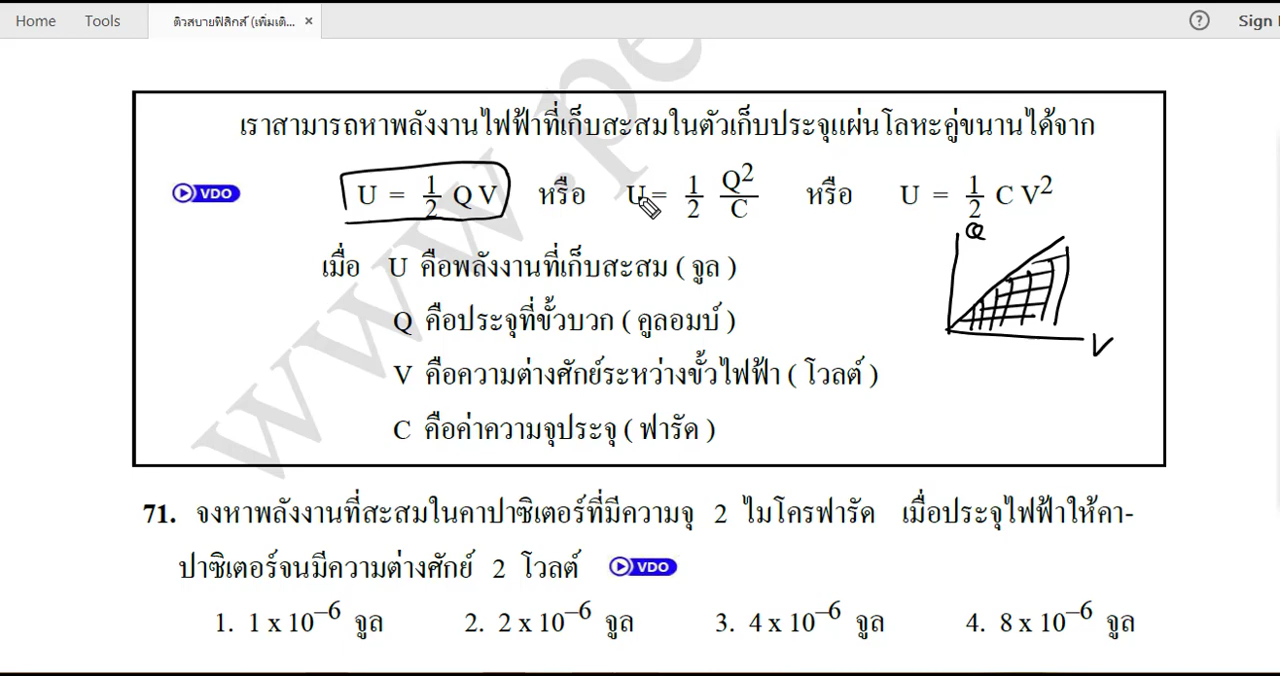 Home Tools ติวสบายฟิสิกส์ (เพิ่มเติ... × ? Sign
www.pe
เราสามารถหาพลังงานไฟฟ้าที่เก็บสะสมในตัวเก็บประจุแผ่นโลหะคู่ขนานได้จาก
VDO U = 1/2 Q V หรือ U = 1/2 Q²/C หรือ U = 1/2 C V²
Q
เมื่อ U คือพลังงานที่เก็บสะสม ( จูล )
Q คือประจุที่ขั้วบวก ( คูลอมบ์ )
V
V คือความต่างศักย์ระหว่างขั้วไฟฟ้า ( โวลต์ )
C คือค่าความจุประจุ ( ฟารัด )
71. จงหาพลังงานที่สะสมในคาปาซิเตอร์ที่มีความจุ 2 ไมโครฟารัด เมื่อประจุไฟฟ้าให้คา-
ปาซิเตอร์จนมีความต่างศักย์ 2 โวลต์ VDO
1. 1 x 10⁻⁶ จูล 2. 2 x 10⁻⁶ จูล 3. 4 x 10⁻⁶ จูล 4. 8 x 10⁻⁶ จูล